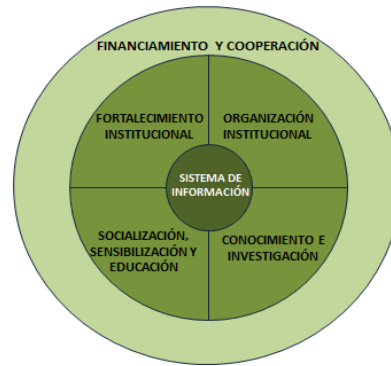 FINANCIAMIENTO Y COOPERACIÓN
FORTALECIMIENTO
INSTITUCIONAL
ORGANIZACIÓN
INSTITUCIONAL
SISTEMA DE
INFORMACIÓN
SOCIALIZACIÓN,
SENSIBILIZACIÓN Y
EDUCACIÓN
CONOCIMIENTO E
INVESTIGACIÓN